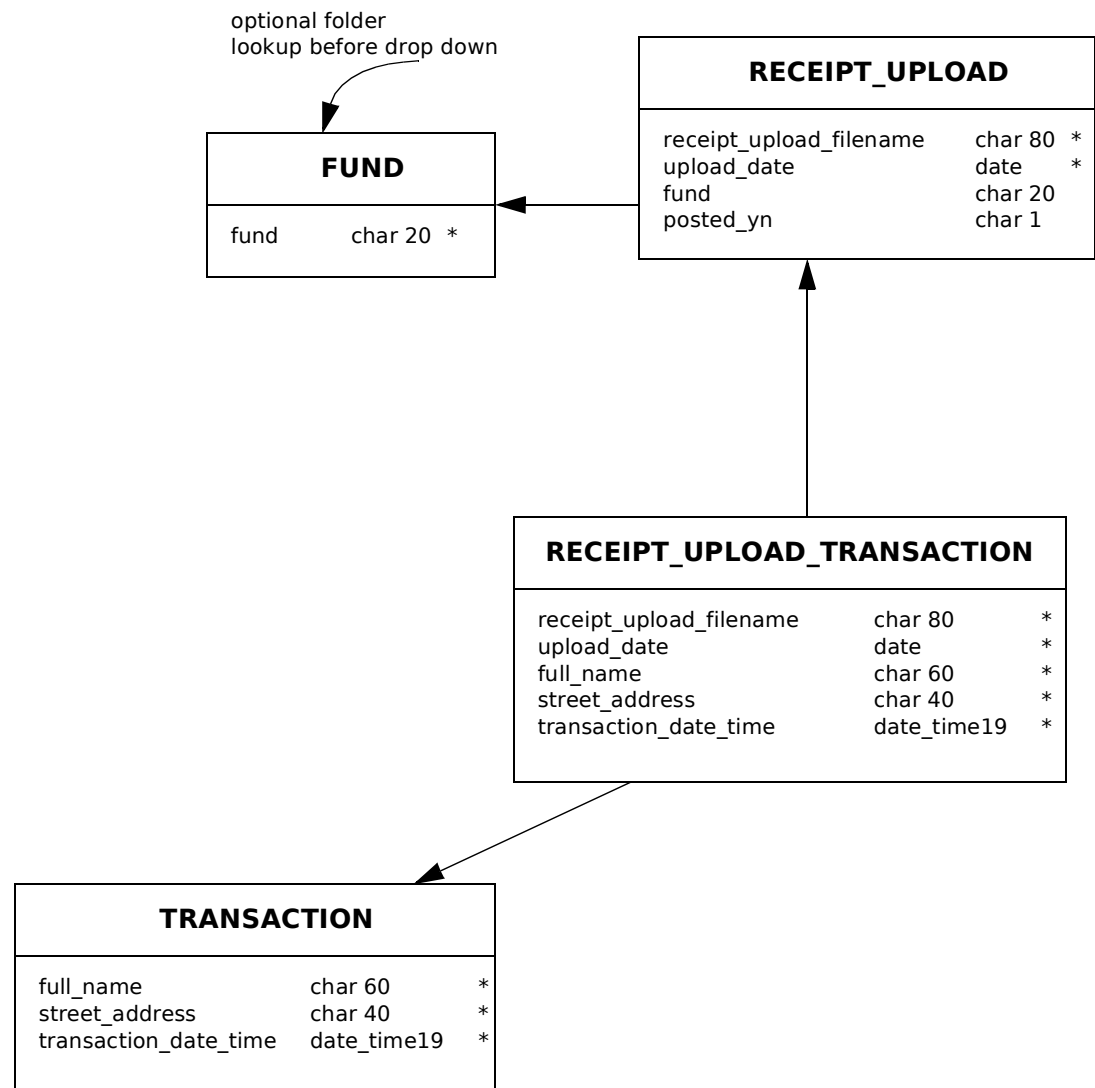 optional folder
lookup before drop down
RECEIPT_UPLOAD
receipt_upload_filename char 80 *
upload_date date *
fund char 20
posted_yn char 1
FUND
fund char 20 *
RECEIPT_UPLOAD_TRANSACTION
receipt_upload_filename char 80 *
upload_date date *
full_name char 60 *
street_address char 40 *
transaction_date_time date_time19 *
TRANSACTION
full_name char 60 *
street_address char 40 *
transaction_date_time date_time19 *